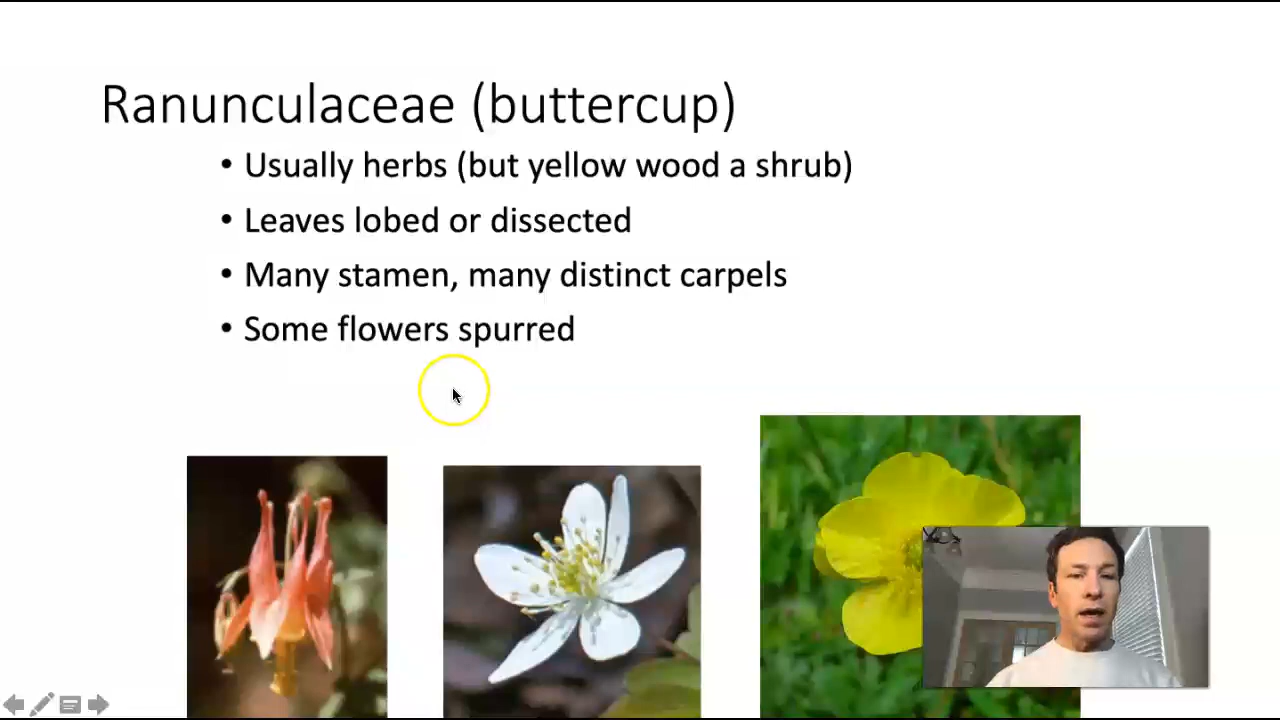 Ranunculaceae (buttercup)
• Usually herbs (but yellow wood a shrub)
• Leaves lobed or dissected
• Many stamen, many distinct carpels
• Some flowers spurred